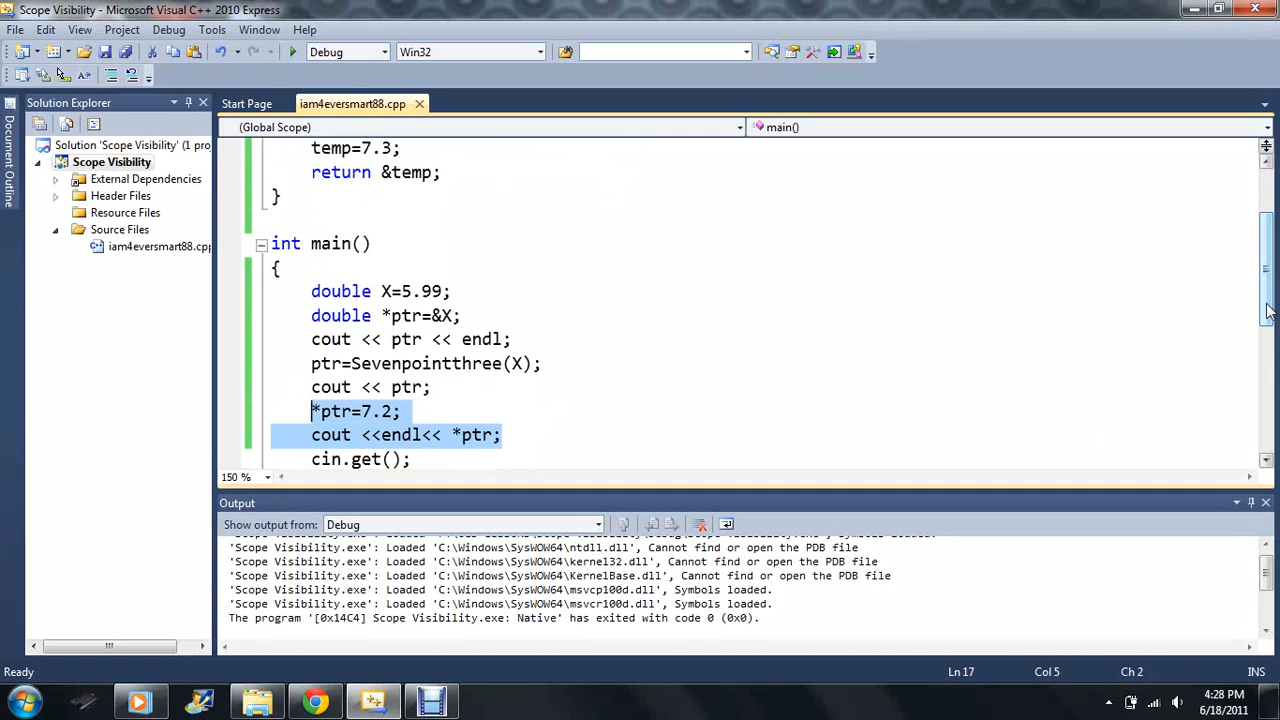 Scope Visibility - Microsoft Visual C++ 2010 Express
File Edit View Project Debug Tools Window Help
Debug Win32
Solution Explorer
Start Page iam4eversmart88.cpp
(Global Scope) main()
Document Outline
Solution 'Scope Visibility' (1 pro
Scope Visibility
External Dependencies
Header Files
Resource Files
Source Files
iam4eversmart88.cpp
temp=7.3;
return &temp;
}
int main()
{
double X=5.99;
double *ptr=&X;
cout << ptr << endl;
ptr=Sevenpointthree(X);
cout << ptr;
*ptr=7.2;
cout <<endl<< *ptr;
cin.get();
150 %
Output
Show output from: Debug
'Scope Visibility.exe': Loaded 'C:\Windows\SysWOW64\ntdll.dll', Cannot find or open the PDB file
'Scope Visibility.exe': Loaded 'C:\Windows\SysWOW64\kernel32.dll', Cannot find or open the PDB file
'Scope Visibility.exe': Loaded 'C:\Windows\SysWOW64\KernelBase.dll', Cannot find or open the PDB file
'Scope Visibility.exe': Loaded 'C:\Windows\SysWOW64\msvcp100d.dll', Symbols loaded.
'Scope Visibility.exe': Loaded 'C:\Windows\SysWOW64\msvcr100d.dll', Symbols loaded.
The program '[0x14C4] Scope Visibility.exe: Native' has exited with code 0 (0x0).
Ready Ln 17 Col 5 Ch 2 INS
4:28 PM
6/18/2011